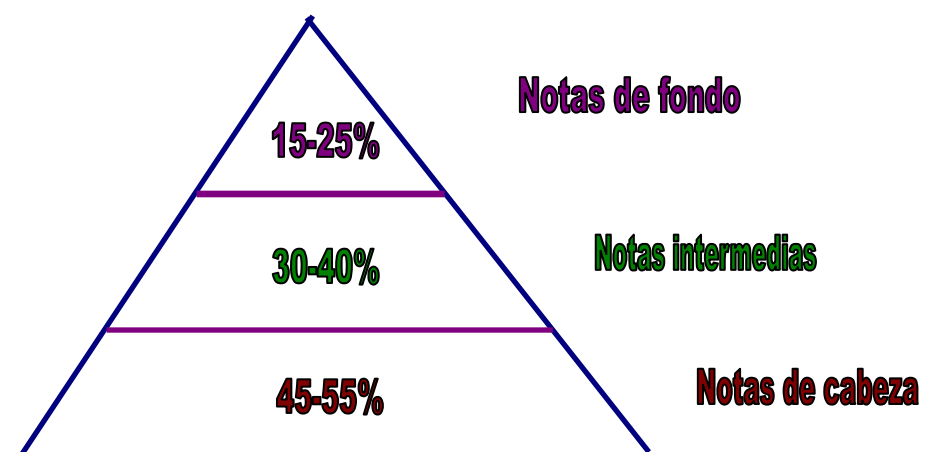 Notas de fondo
15-25%
Notas intermedias
30-40%
Notas de cabeza
45-55%